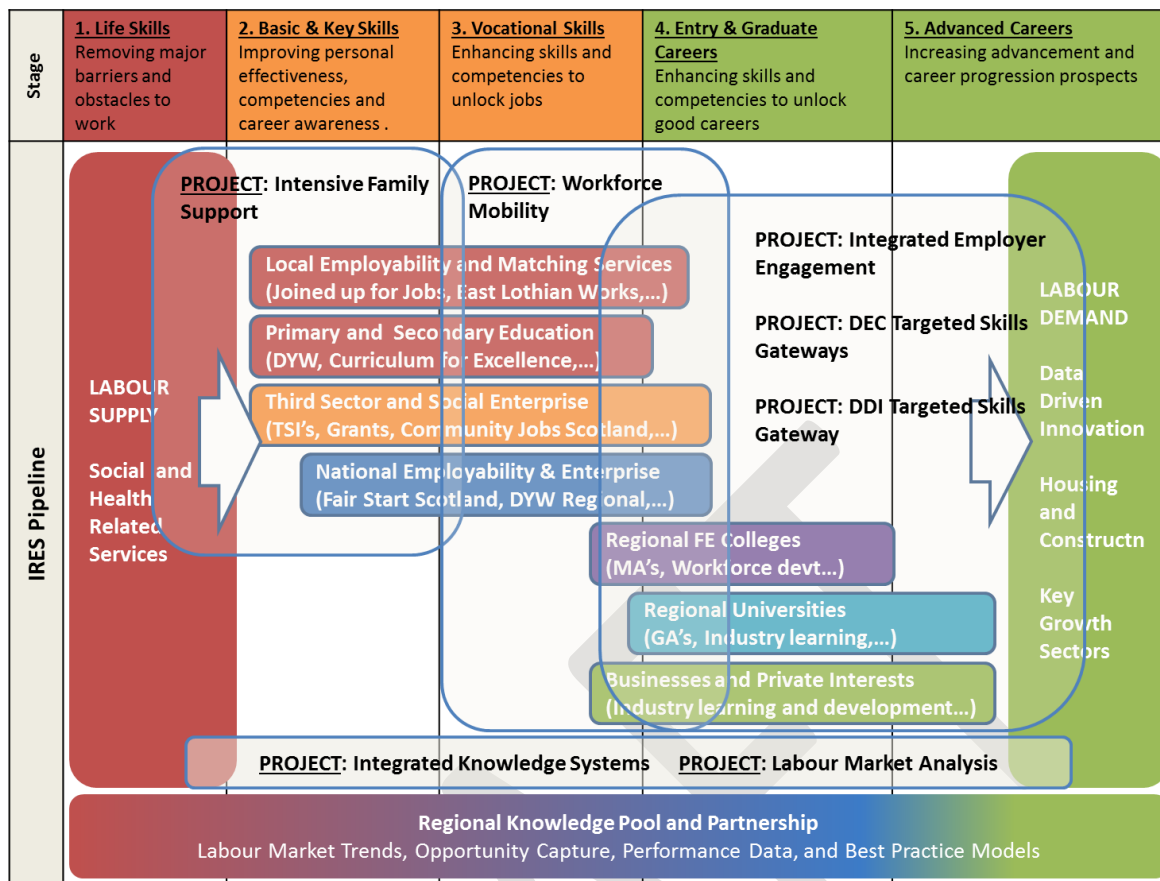 Stage
1. Life Skills
Removing major
barriers and
obstacles to
work
2. Basic & Key Skills
Improving personal
effectiveness,
competencies and
career awareness .
3. Vocational Skills
Enhancing skills and
competencies to
unlock jobs
4. Entry & Graduate
Careers
Enhancing skills and
competencies to unlock
good careers
5. Advanced Careers
Increasing advancement and
career progression prospects
IRES Pipeline
LABOUR
SUPPLY
Social and
Health
Related
Services
PROJECT: Intensive Family
Support
PROJECT: Workforce
Mobility
PROJECT: Integrated Employer
Engagement
PROJECT: DEC Targeted Skills
Gateways
PROJECT: DDI Targeted Skills
Gateway
Local Employability and Matching Services
(Joined up for Jobs, East Lothian Works,...)
Primary and Secondary Education
(DYW, Curriculum for Excellence,...)
Third Sector and Social Enterprise
(TSI's, Grants, Community Jobs Scotland,...)
National Employability & Enterprise
(Fair Start Scotland, DYW Regional,...)
Regional FE Colleges
(MA's, Workforce devt...)
Regional Universities
(GA's, Industry learning,...)
Businesses and Private Interests
(Industry learning and development...)
LABOUR
DEMAND
Data
Driven
Innovation
Housing
and
Constructn
Key
Growth
Sectors
PROJECT: Integrated Knowledge Systems PROJECT: Labour Market Analysis
Regional Knowledge Pool and Partnership
Labour Market Trends, Opportunity Capture, Performance Data, and Best Practice Models